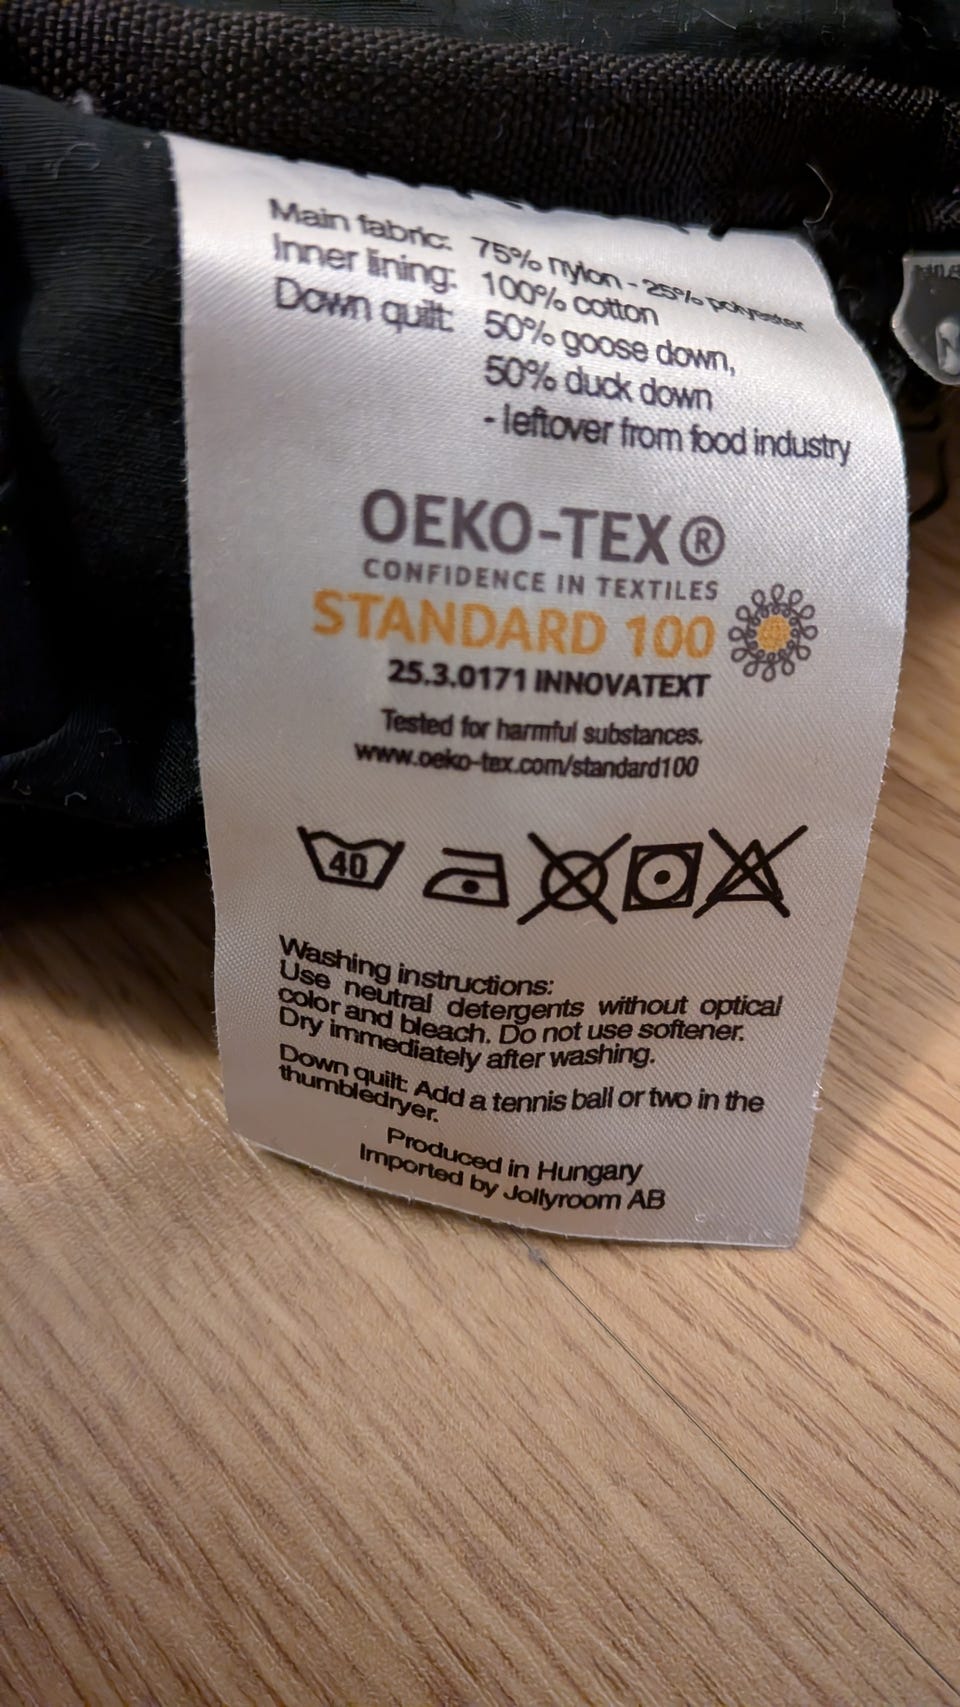 Main fabric: 75% nylon - 25% polyester
Inner lining: 100% cotton
Down quilt: 50% goose down,
50% duck down
- leftover from food industry
OEKO-TEX®
CONFIDENCE IN TEXTILES
STANDARD 100
25.3.0171 INNOVATEXT
Tested for harmful substances.
www.oeko-tex.com/standard100
40
Washing instructions:
Use neutral detergents without optical
color and bleach. Do not use softener.
Dry immediately after washing.
Down quilt: Add a tennis ball or two in the
thumbledryer.
Produced in Hungary
Imported by Jollyroom AB